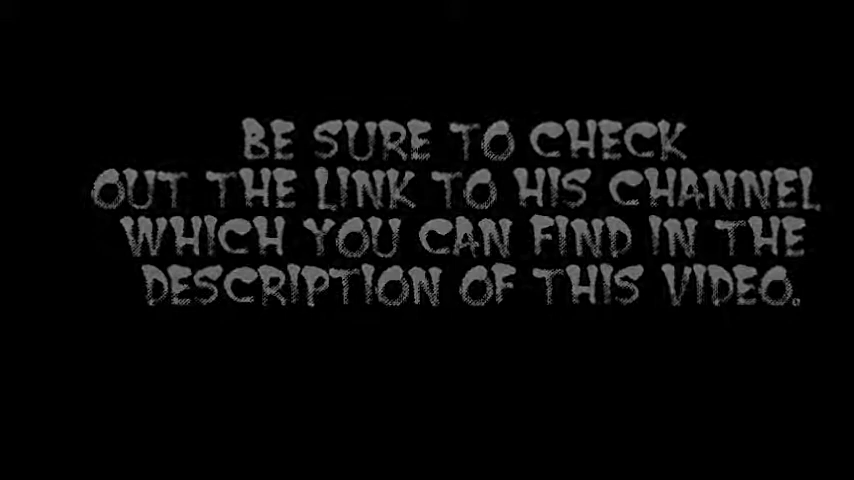 BE SURE TO CHECK
OUT THE LINK TO HIS CHANNEL
WHICH YOU CAN FIND IN THE
DESCRIPTION OF THIS VIDEO.